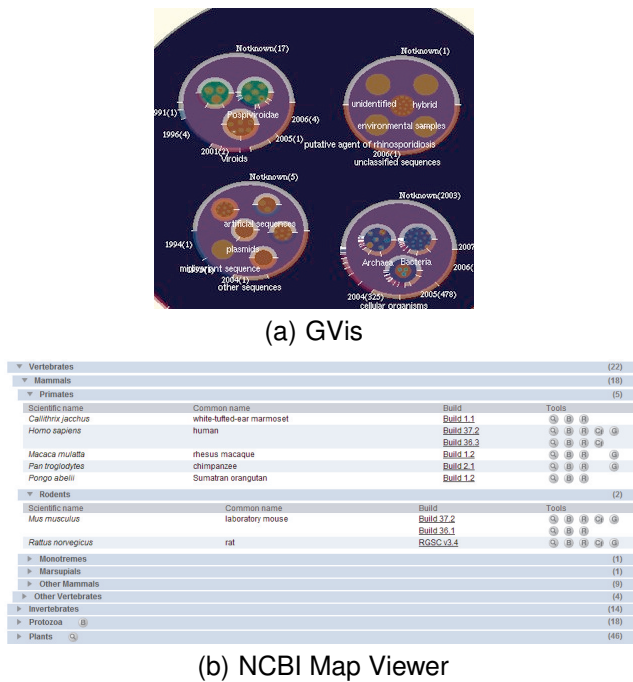 Notknown(17)
Notknown(1)
991(1)
1996(4)
2001(2)
Viroids
Pospiviroidae
2005(1)
2006(4)
unidentified
hybrid
environmental samples
putative agent of rhinosporidiosis
2006(1)
unclassified sequences
Notknown(5)
Notknown(2003)
artificial sequences
plasmids
1994(1)
sequence
2004(1)
other sequences
Archaea
Bacteria
2007
2006(
2005(478)
2004(325)
cellular organisms
(a) GVis
Vertebrates (22)
Mammals (18)
Primates (5)
Scientific name Common name Build Tools
Callithrix jacchus white-tufted-ear marmoset Build 1.1 B R
Homo sapiens human Build 37.2 B R Cl G
Build 36.3 B R Cl
Macaca mulatta rhesus macaque Build 1.2 B R G
Pan troglodytes chimpanzee Build 2.1 B R G
Pongo abelii Sumatran orangutan Build 1.2 B R
Rodents (2)
Scientific name Common name Build Tools
Mus musculus laboratory mouse Build 37.2 B R Cl G
Build 36.1 B R
Rattus norvegicus rat RGSC v3.4 B R Cl G
Monotremes (1)
Marsupials (1)
Other Mammals (9)
Other Vertebrates (4)
Invertebrates (14)
Protozoa B (18)
Plants (46)
(b) NCBI Map Viewer